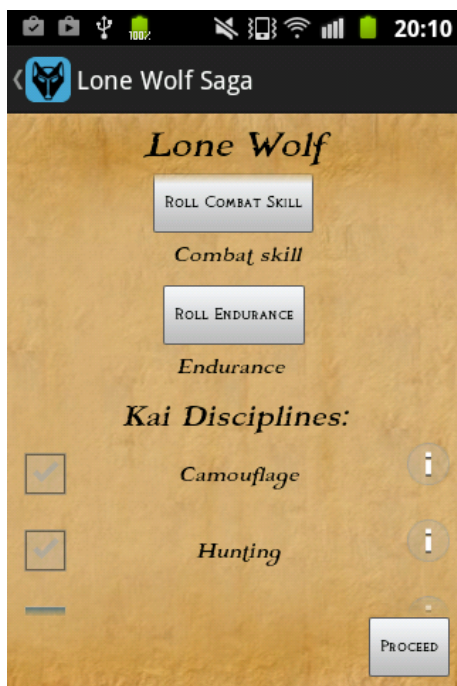 100%
20:10
Lone Wolf Saga
Lone Wolf
Roll Combat Skill
Combat skill
Roll Endurance
Endurance
Kai Disciplines:
Camouflage
i
Hunting
i
Proceed